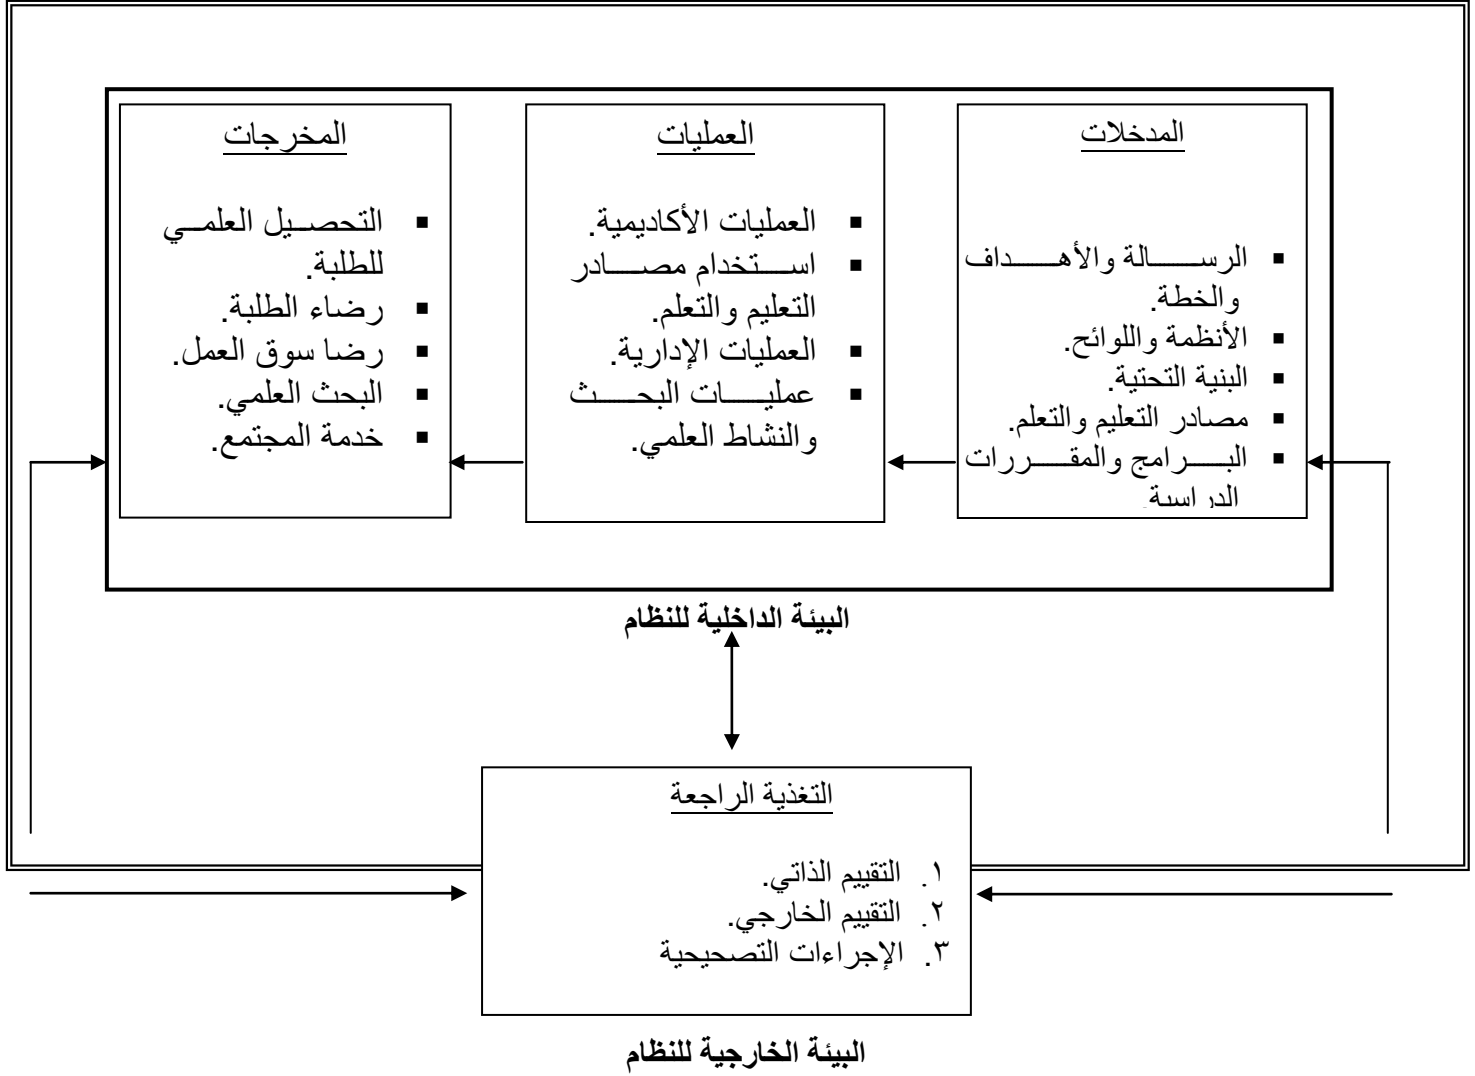 المدخلات
الرسالة والأهداف
والخطة.
الأنظمة واللوائح.
البنية التحتية.
مصادر التعليم والتعلم.
البرامج والمقررات
الدراسية
العمليات
العمليات الأكاديمية.
استخدام مصادر
التعليم والتعلم.
العمليات الإدارية.
عمليات البحث
والنشاط العلمي.
المخرجات
التحصيل العلمي
للطلبة.
رضاء الطلبة.
رضا سوق العمل.
البحث العلمي.
خدمة المجتمع.
البيئة الداخلية للنظام
التغذية الراجعة
١. التقييم الذاتي.
٢. التقييم الخارجي.
٣. الإجراءات التصحيحية
البيئة الخارجية للنظام